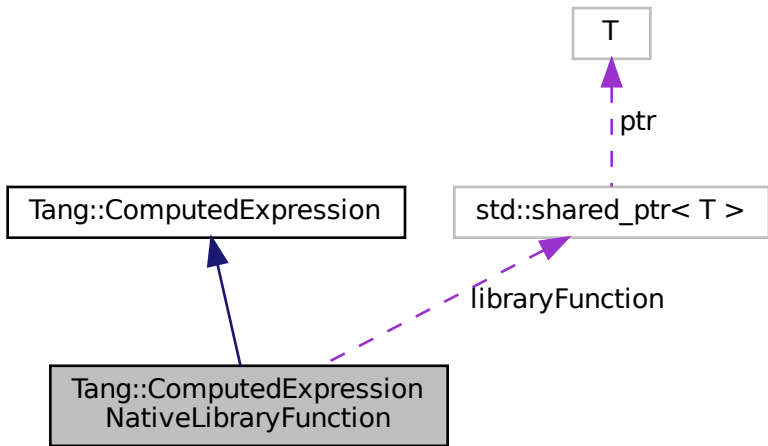 T
ptr
Tang::ComputedExpression
std::shared_ptr< T >
libraryFunction
Tang::ComputedExpression
NativeLibraryFunction